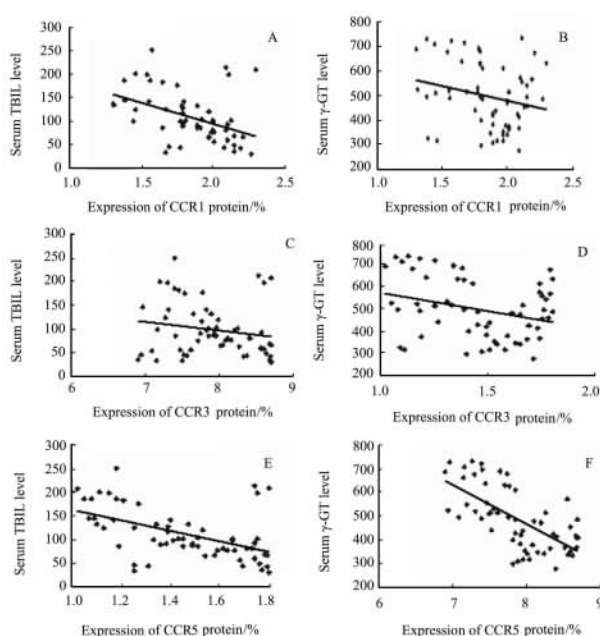 A
300
250
200
150
100
50
0
Serum TBIL level
1.0 1.5 2.0 2.5
Expression of CCR1 protein/%
B
800
700
600
500
400
300
200
Serum γ-GT level
1.0 1.5 2.0 2.5
Expression of CCR1 protein/%
C
300
250
200
150
100
50
0
Serum TBIL level
6 7 8 9
Expression of CCR3 protein/%
D
800
700
600
500
400
300
200
Serum γ-GT level
1.0 1.5 2.0
Expression of CCR3 protein/%
E
300
250
200
150
100
50
0
Serum TBIL level
1.0 1.2 1.4 1.6 1.8
Expression of CCR5 protein/%
F
800
700
600
500
400
300
200
Serum γ-GT level
6 7 8 9
Expression of CCR5 protein/%